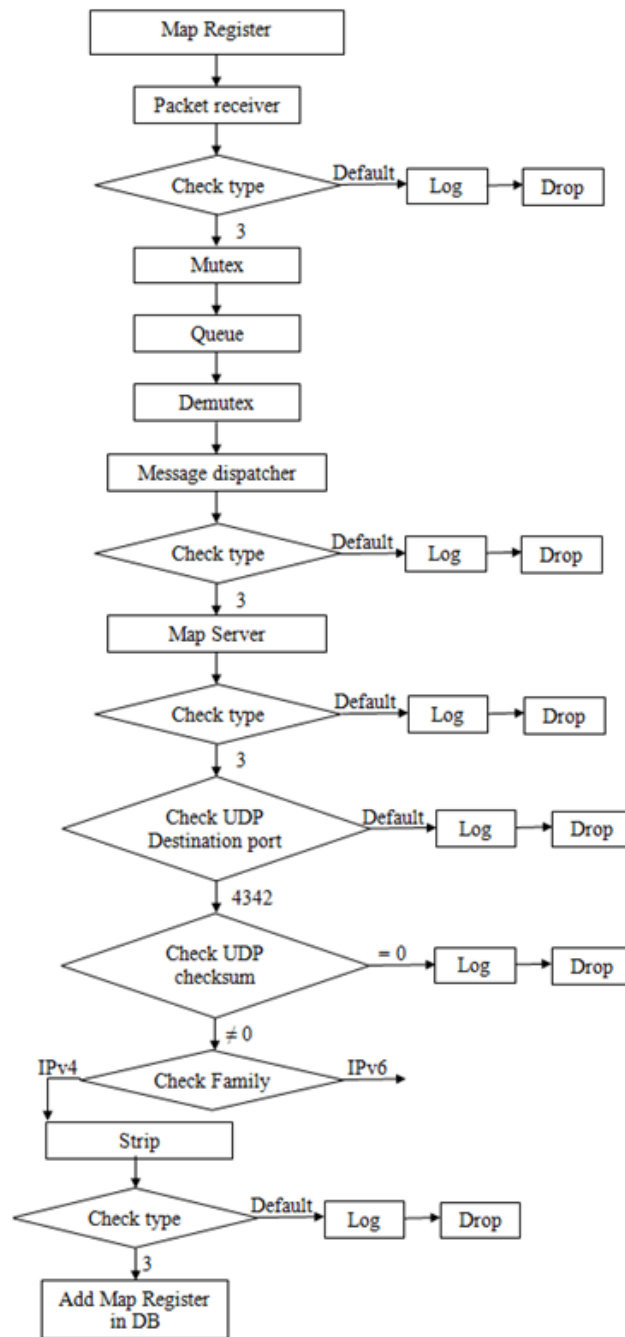 Map Register
Packet receiver
Check type
Default
Log
Drop
3
Mutex
Queue
Demutex
Message dispatcher
Check type
Default
Log
Drop
3
Map Server
Check type
Default
Log
Drop
3
Check UDP
Destination port
Default
Log
Drop
4342
Check UDP
checksum
= 0
Log
Drop
≠ 0
IPv4
Check Family
IPv6
Strip
Check type
Default
Log
Drop
3
Add Map Register
in DB